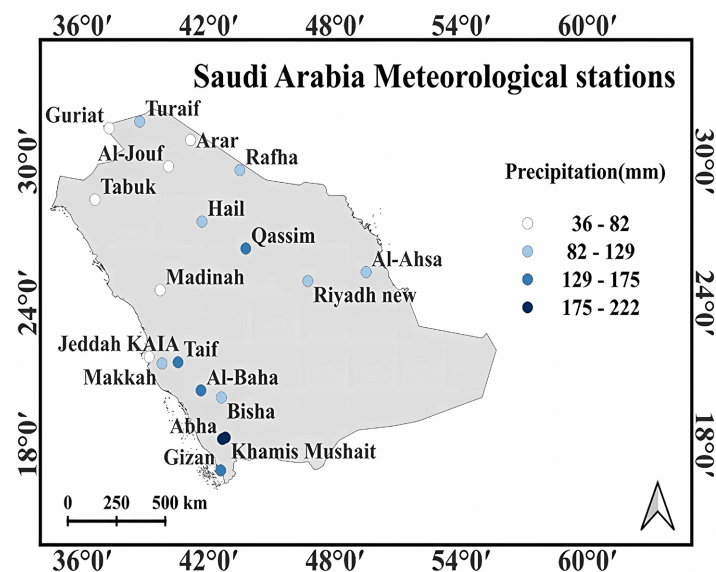 36°0′ 42°0′ 48°0′ 54°0′ 60°0′
Saudi Arabia Meteorological stations
Guriat
Turaif
Arar
Al-Jouf
Rafha
Tabuk
Hail
Qassim
Al-Ahsa
Madinah
Riyadh new
Jeddah KAIA
Taif
Makkah
Al-Baha
Bisha
Abha
Khamis Mushait
Gizan
Precipitation(mm)
36 - 82
82 - 129
129 - 175
175 - 222
30°0′
24°0′
18°0′
30°0′
24°0′
18°0′
0 250 500 km
36°0′ 42°0′ 48°0′ 54°0′ 60°0′